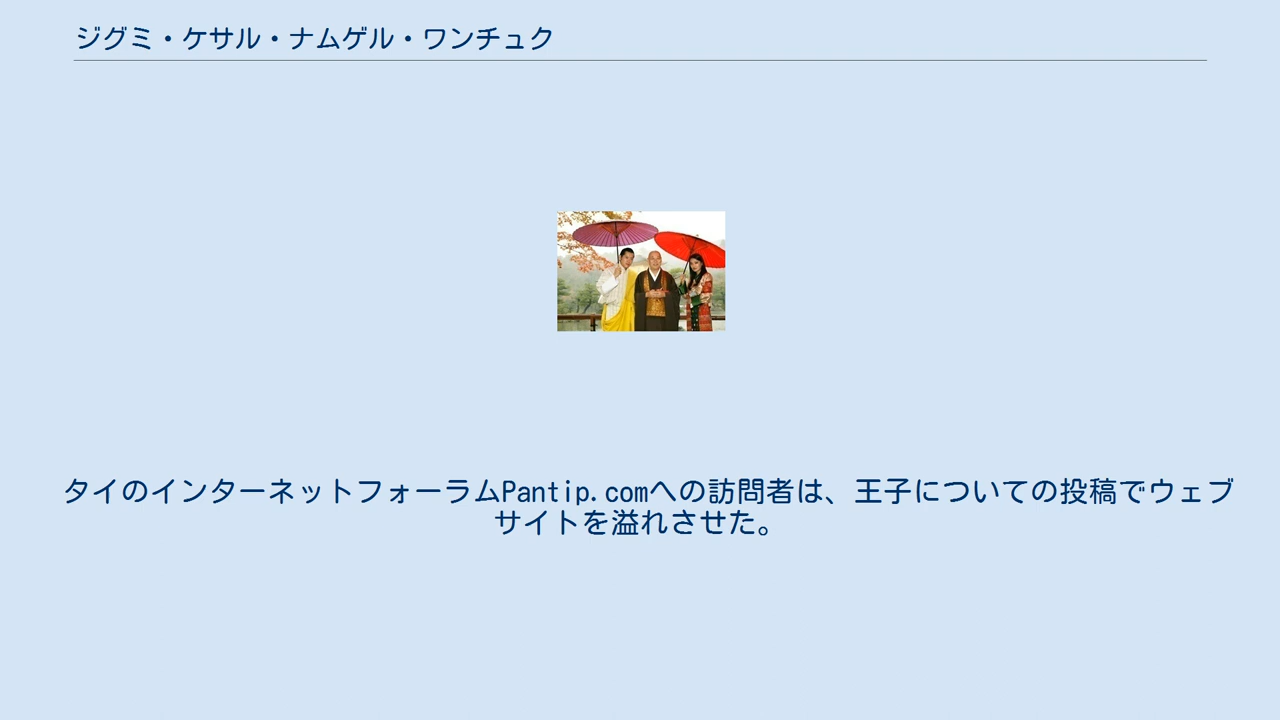 ジグミ・ケサル・ナムゲル・ワンチュク
タイのインターネットフォーラムPantip.comへの訪問者は、王子についての投稿でウェブ
サイトを溢れさせた。